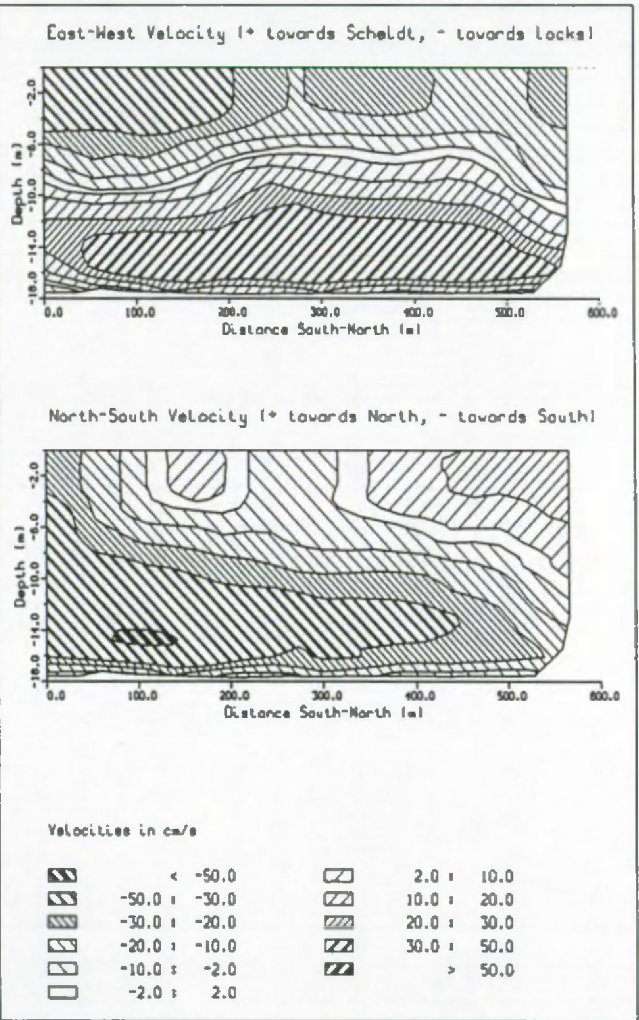 East-West Velocity (+ towards Scheldt, - towards locks)
-2.0
-6.0
-10.0
-14.0
-18.0
Depth (m)
0.0 100.0 200.0 300.0 400.0 500.0 600.0
Distance South-North (m)
North-South Velocity (+ towards North, - towards South)
-2.0
-6.0
-10.0
-14.0
-18.0
Depth (m)
0.0 100.0 200.0 300.0 400.0 500.0 600.0
Distance South-North (m)
Velocities in cm/s
< -50.0 2.0 : 10.0
-50.0 : -30.0 10.0 : 20.0
-30.0 : -20.0 20.0 : 30.0
-20.0 : -10.0 30.0 : 50.0
-10.0 : -2.0 > 50.0
-2.0 : 2.0